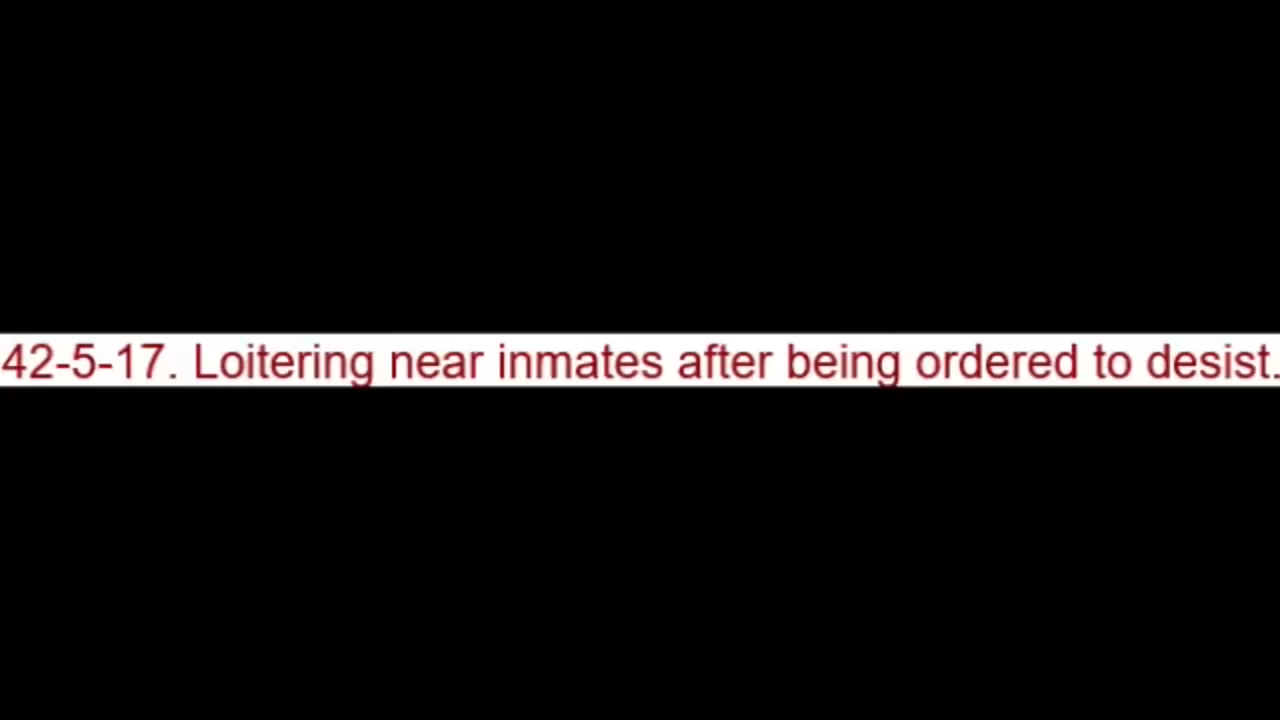 42-5-17. Loitering near inmates after being ordered to desist.